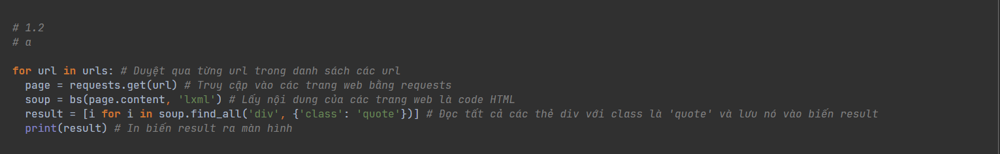 # 1.2
# a
for url in urls: # Duyệt qua từng url trong danh sách các url
  page = requests.get(url) # Truy cập vào các trang web bằng requests
  soup = bs(page.content, 'lxml') # Lấy nội dung của các trang web là code HTML
  result = [i for i in soup.find_all('div', {'class': 'quote'})] # Đọc tất cả các thẻ div với class là 'quote' và lưu nó vào biến result
  print(result) # In biến result ra màn hình